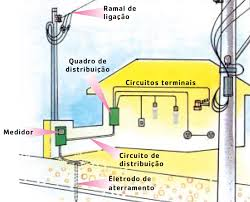 Ramal de
ligação
Quadro de
distribuição
Circuitos terminais
Medidor
Circuito de
distribuição
Eletrodo de
aterramento